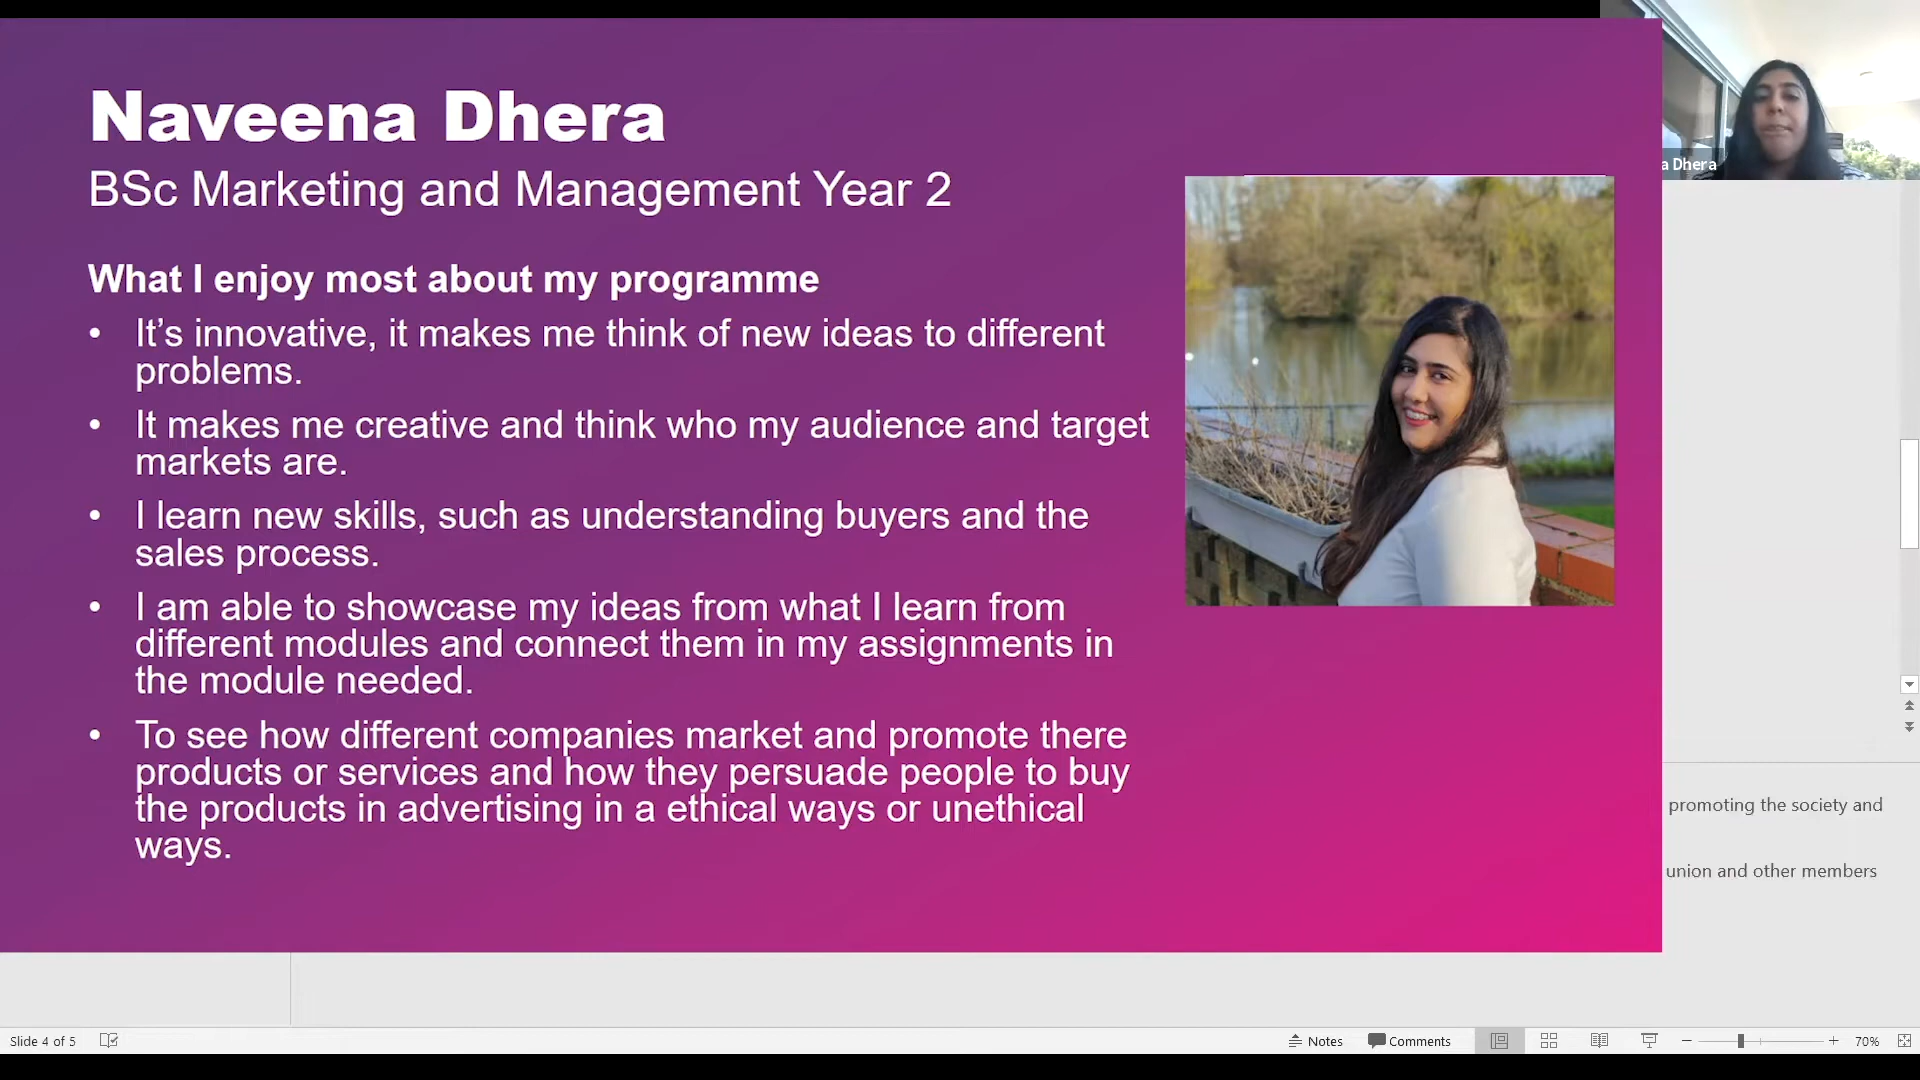 Naveena Dhera
BSc Marketing and Management Year 2
What I enjoy most about my programme
• It’s innovative, it makes me think of new ideas to different
problems.
• It makes me creative and think who my audience and target
markets are.
• I learn new skills, such as understanding buyers and the
sales process.
• I am able to showcase my ideas from what I learn from
different modules and connect them in my assignments in
the module needed.
• To see how different companies market and promote there
products or services and how they persuade people to buy
the products in advertising in a ethical ways or unethical
ways.
a Dhera
promoting the society and
union and other members
Slide 4 of 5
Notes
Comments
70%